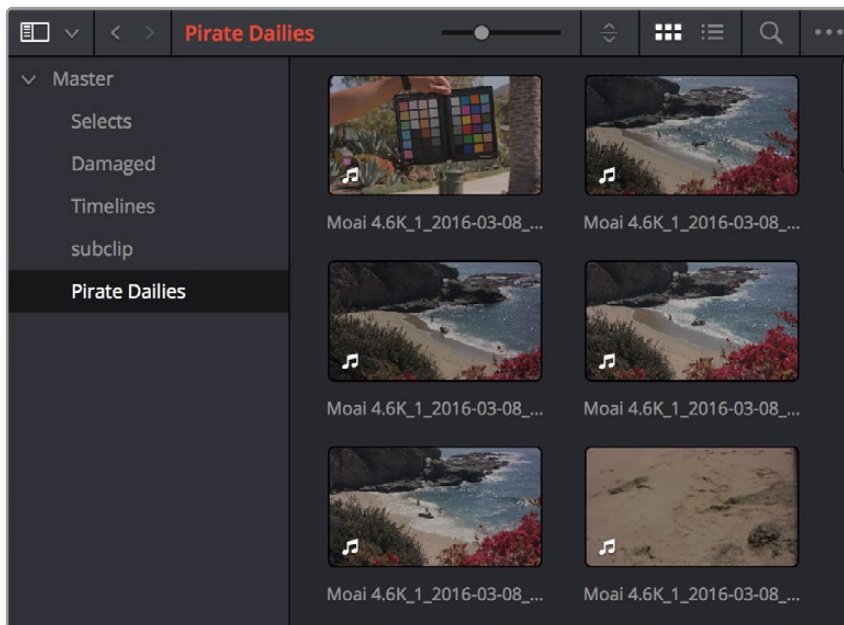 Pirate Dailies
Master
Selects
Damaged
Timelines
subclip
Pirate Dailies
Moai 4.6K_1_2016-03-08_...
Moai 4.6K_1_2016-03-08_...
Moai 4.6K_1_2016-03-08_...
Moai 4.6K_1_2016-03-08_...
Moai 4.6K_1_2016-03-08_...
Moai 4.6K_1_2016-03-08_...